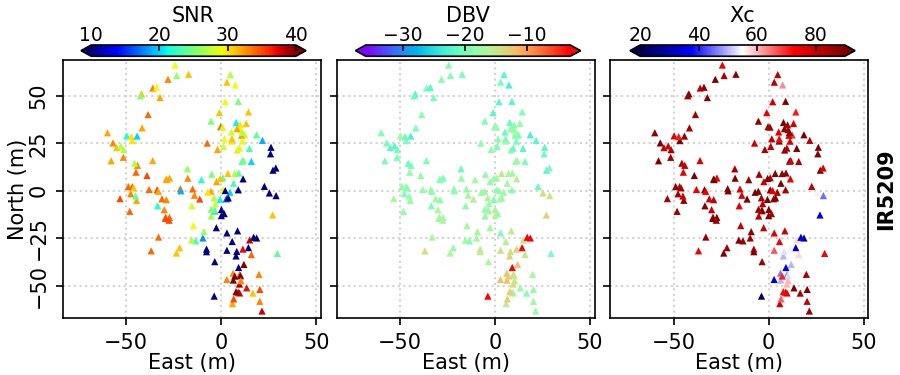 SNR DBV Xc
10 20 30 40 −30 −20 −10 20 40 60 80
50
25
0
−25
−50
North (m)
IR5209
−50 0 50 −50 0 50 −50 0 50
East (m) East (m) East (m)